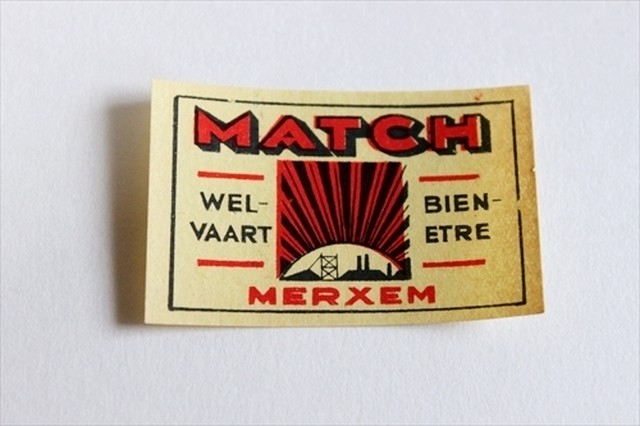 MATCH
WEL-
VAART
BIEN-
ETRE
MERXEM